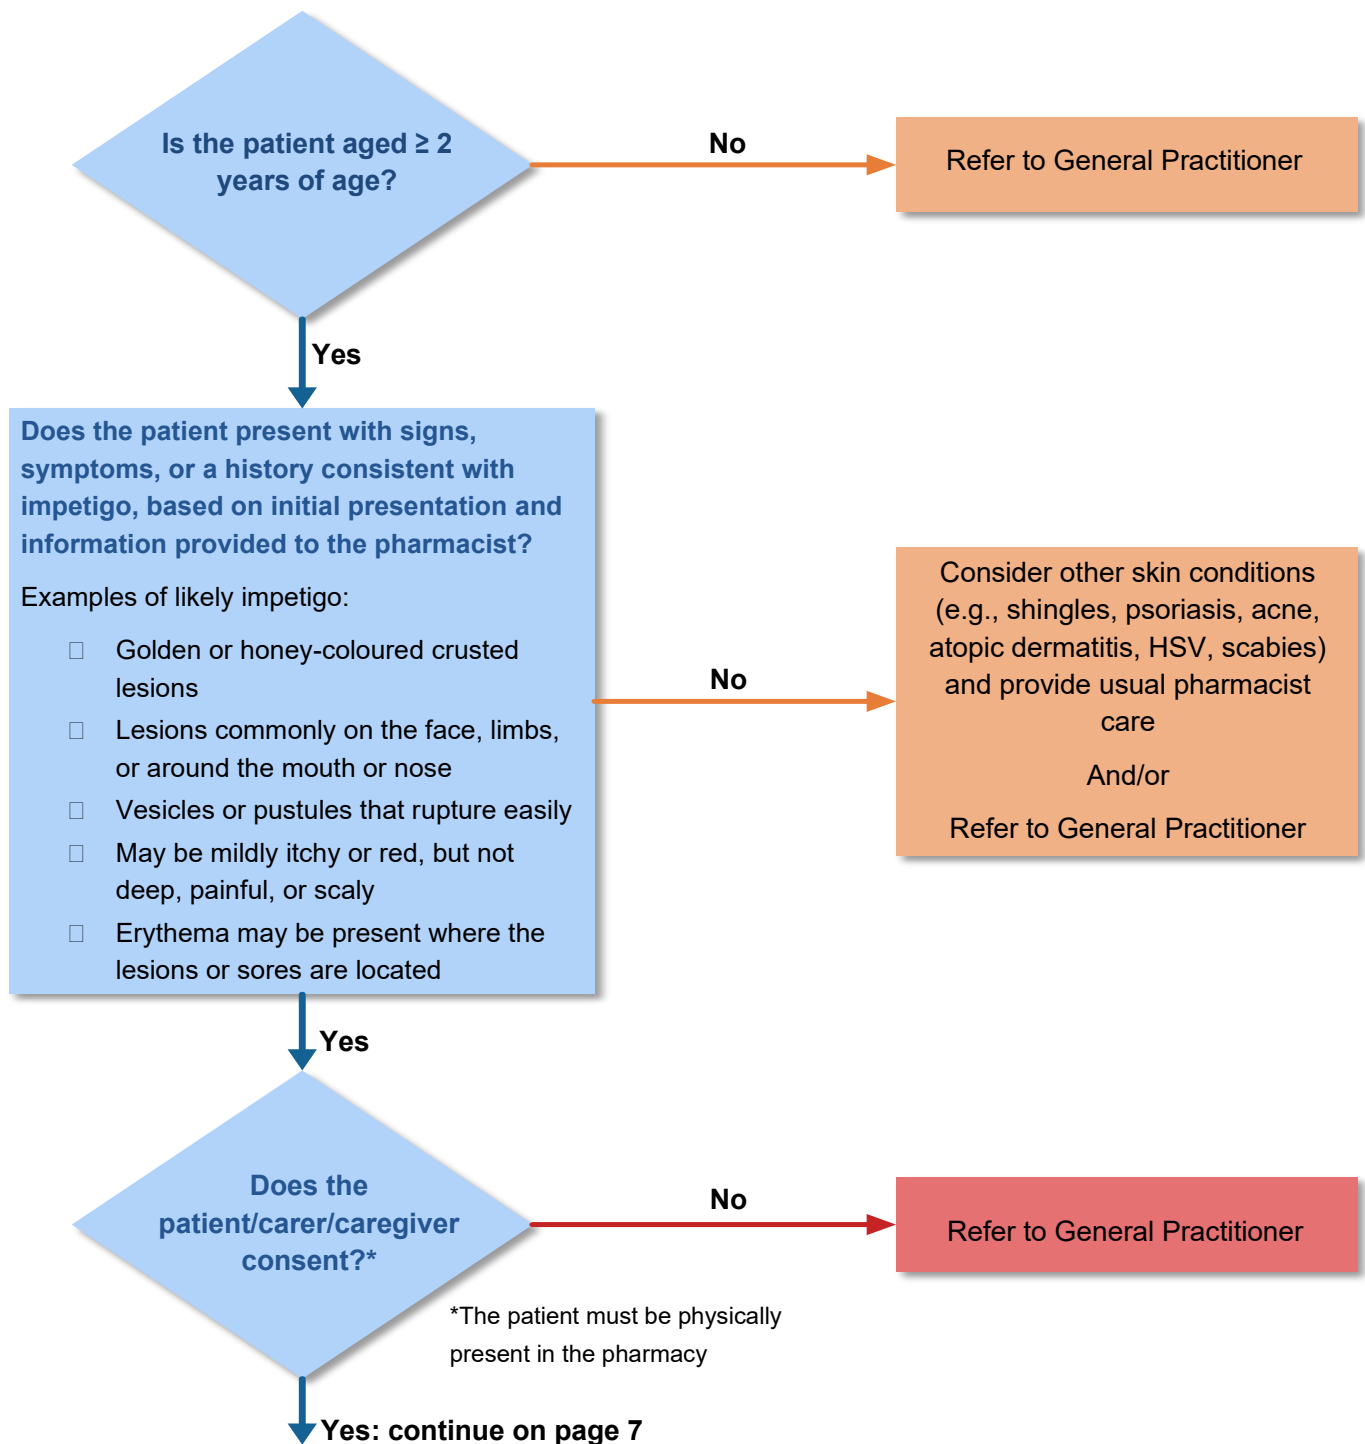 Is the patient aged ≥ 2
years of age?
No
Refer to General Practitioner
Yes
Does the patient present with signs,
symptoms, or a history consistent with
impetigo, based on initial presentation and
information provided to the pharmacist?
Examples of likely impetigo:
Golden or honey-coloured crusted
lesions
Lesions commonly on the face, limbs,
or around the mouth or nose
Vesicles or pustules that rupture easily
May be mildly itchy or red, but not
deep, painful, or scaly
Erythema may be present where the
lesions or sores are located
No
Consider other skin conditions
(e.g., shingles, psoriasis, acne,
atopic dermatitis, HSV, scabies)
and provide usual pharmacist
care
And/or
Refer to General Practitioner
Yes
Does the
patient/carer/caregiver
consent?*
No
Refer to General Practitioner
*The patient must be physically
present in the pharmacy
Yes: continue on page 7